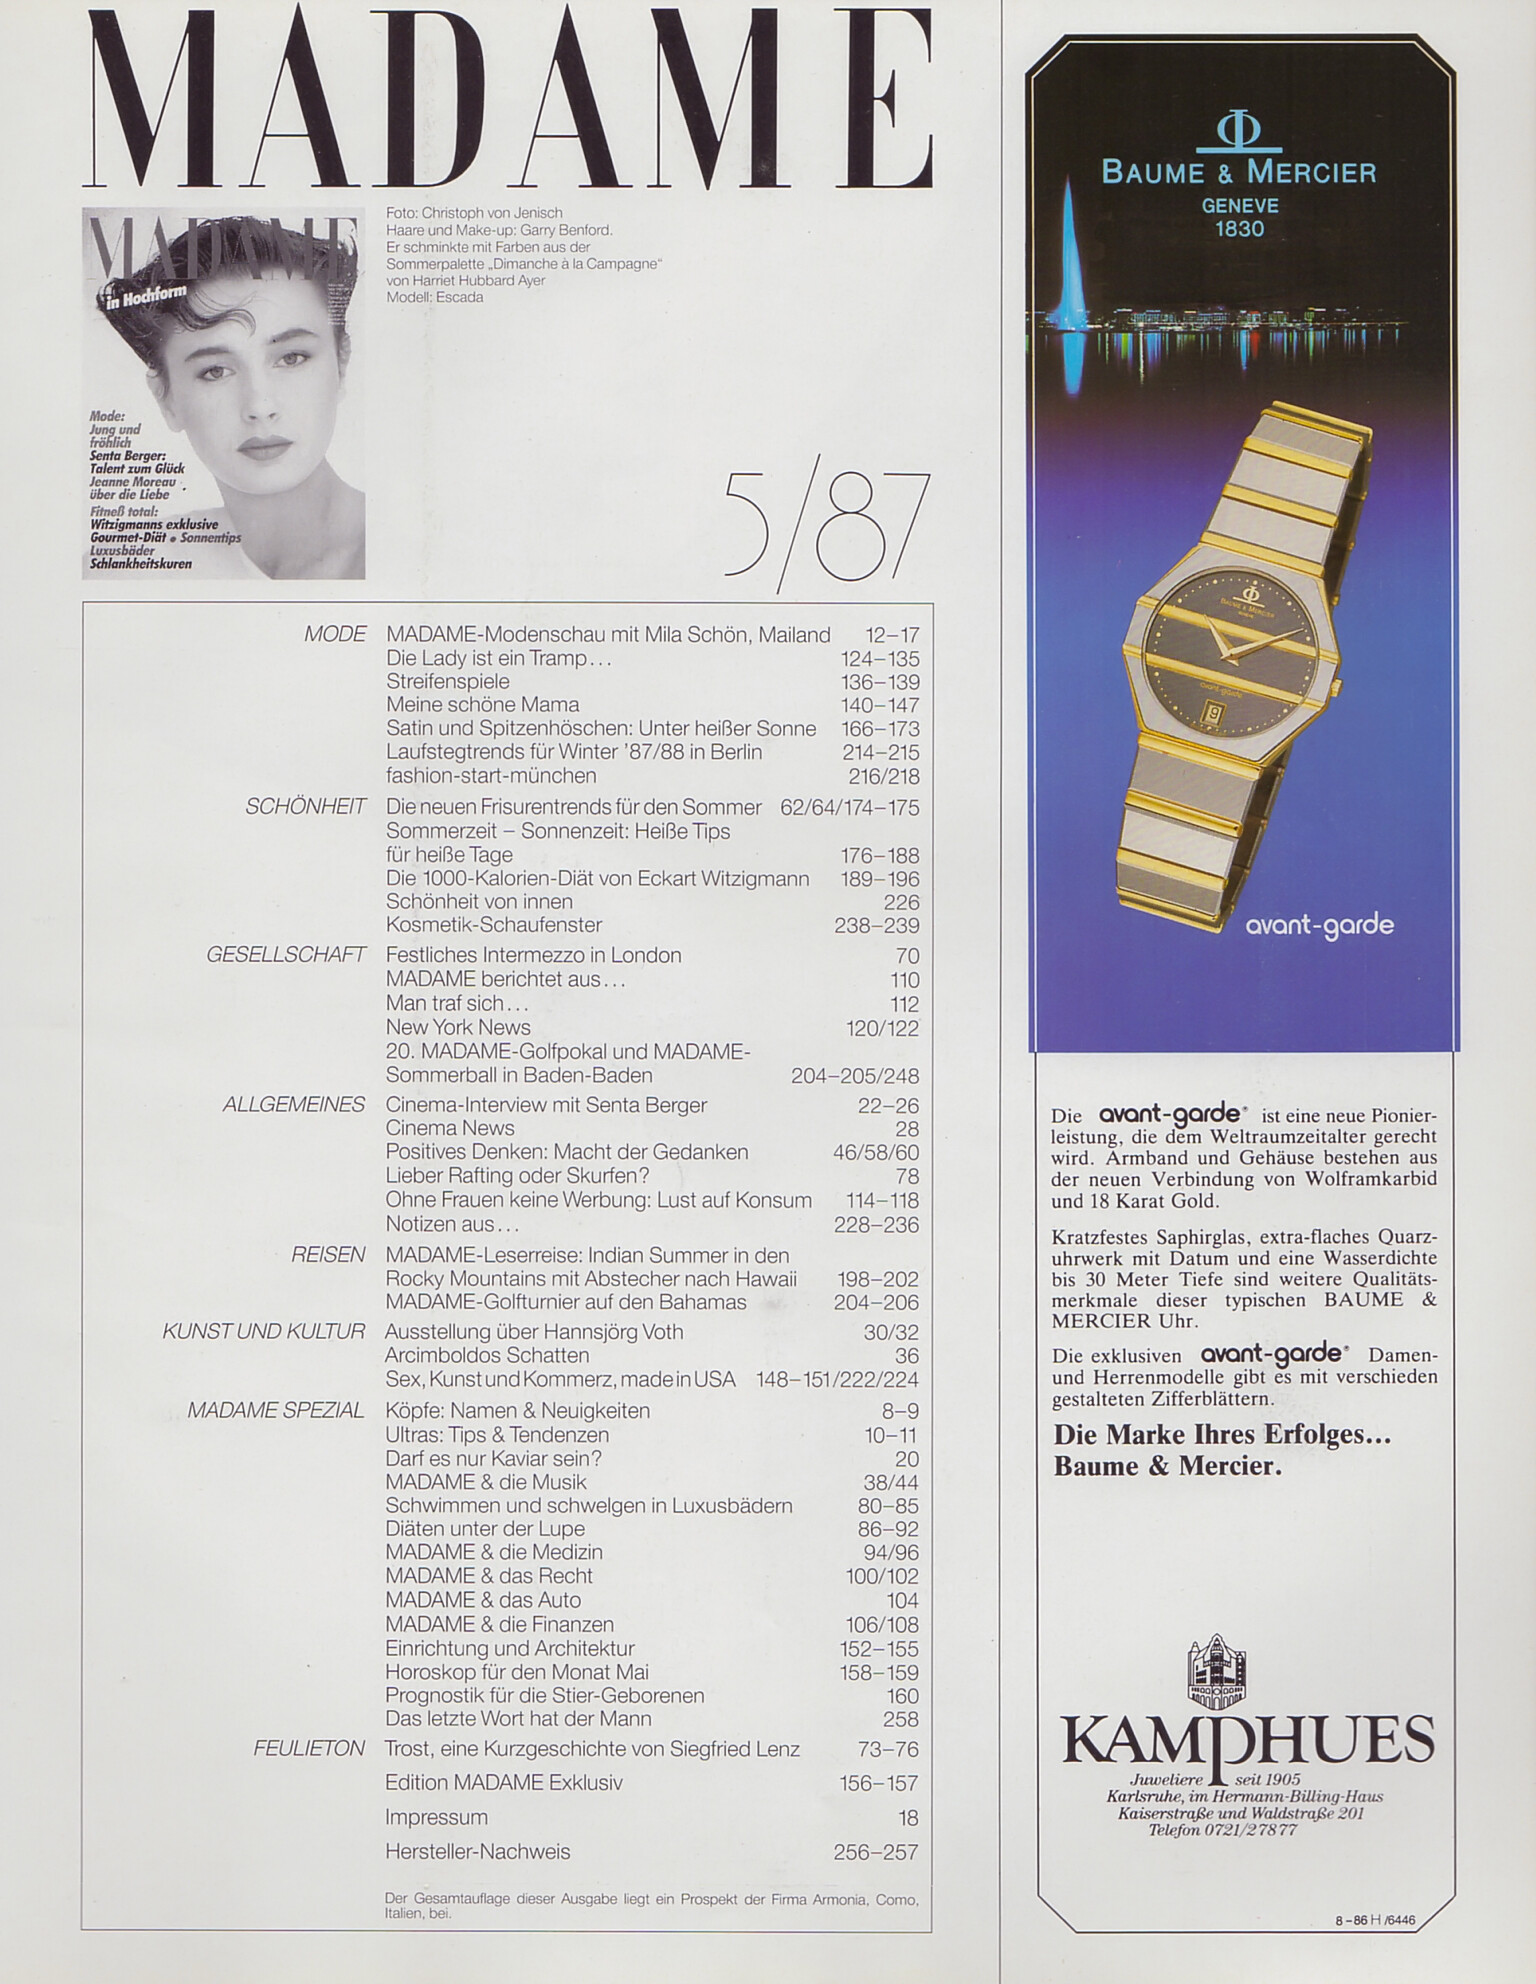 MADAME
MADAME
in Hochform
Mode:
Jung und
fröhlich
Senta Berger:
Talent zum Glück
Jeanne Moreau
über die Liebe
Fitneß total:
Witzigmanns exklusive
Gourmet-Diät • Sonnentips
Luxusbäder
Schlankheitskuren
Foto: Christoph von Jenisch
Haare und Make-up: Garry Benford.
Er schminkte mit Farben aus der
Sommerpalette „Dimanche à la Campagne“
von Harriet Hubbard Ayer
Modell: Escada
5/87
MODE MADAME-Modenschau mit Mila Schön, Mailand 12–17
Die Lady ist ein Tramp... 124–135
Streifenspiele 136–139
Meine schöne Mama 140–147
Satin und Spitzenhöschen: Unter heißer Sonne 166–173
Laufstegtrends für Winter '87/88 in Berlin 214–215
fashion-start-münchen 216/218
SCHÖNHEIT Die neuen Frisurentrends für den Sommer 62/64/174–175
Sommerzeit – Sonnenzeit: Heiße Tips
für heiße Tage 176–188
Die 1000-Kalorien-Diät von Eckart Witzigmann 189–196
Schönheit von innen 226
Kosmetik-Schaufenster 238–239
GESELLSCHAFT Festliches Intermezzo in London 70
MADAME berichtet aus... 110
Man traf sich... 112
New York News 120/122
20. MADAME-Golfpokal und MADAME-
Sommerball in Baden-Baden 204–205/248
ALLGEMEINES Cinema-Interview mit Senta Berger 22–26
Cinema News 28
Positives Denken: Macht der Gedanken 46/58/60
Lieber Rafting oder Skurfen? 78
Ohne Frauen keine Werbung: Lust auf Konsum 114–118
Notizen aus... 228–236
REISEN MADAME-Leserreise: Indian Summer in den
Rocky Mountains mit Abstecher nach Hawaii 198–202
MADAME-Golfturnier auf den Bahamas 204–206
KUNST UND KULTUR Ausstellung über Hannsjörg Voth 30/32
Arcimboldos Schatten 36
Sex, Kunst und Kommerz, made in USA 148–151/222/224
MADAME SPEZIAL Köpfe: Namen & Neuigkeiten 8–9
Ultras: Tips & Tendenzen 10–11
Darf es nur Kaviar sein? 20
MADAME & die Musik 38/44
Schwimmen und schwelgen in Luxusbädern 80–85
Diäten unter der Lupe 86–92
MADAME & die Medizin 94/96
MADAME & das Recht 100/102
MADAME & das Auto 104
MADAME & die Finanzen 106/108
Einrichtung und Architektur 152–155
Horoskop für den Monat Mai 158–159
Prognostik für die Stier-Geborenen 160
Das letzte Wort hat der Mann 258
FEULIETON Trost, eine Kurzgeschichte von Siegfried Lenz 73–76
Edition MADAME Exklusiv 156–157
Impressum 18
Hersteller-Nachweis 256–257
Der Gesamtauflage dieser Ausgabe liegt ein Prospekt der Firma Armonia, Como,
Italien, bei.
BAUME & MERCIER
GENEVE
1830
BAUME & MERCIER
avant-garde
9
avant-garde
Die avant-garde® ist eine neue Pionier-
leistung, die dem Weltraumzeitalter gerecht
wird. Armband und Gehäuse bestehen aus
der neuen Verbindung von Wolframkarbid
und 18 Karat Gold.
Kratzfestes Saphirglas, extra-flaches Quarz-
uhrwerk mit Datum und eine Wasserdichte
bis 30 Meter Tiefe sind weitere Qualitäts-
merkmale dieser typischen BAUME &
MERCIER Uhr.
Die exklusiven avant-garde® Damen-
und Herrenmodelle gibt es mit verschieden
gestalteten Zifferblättern.
Die Marke Ihres Erfolges...
Baume & Mercier.
KAMPHUES
Juweliere seit 1905
Karlsruhe, im Hermann-Billing-Haus
Kaiserstraße und Waldstraße 201
Telefon 0721/27877
8–86 H/6446